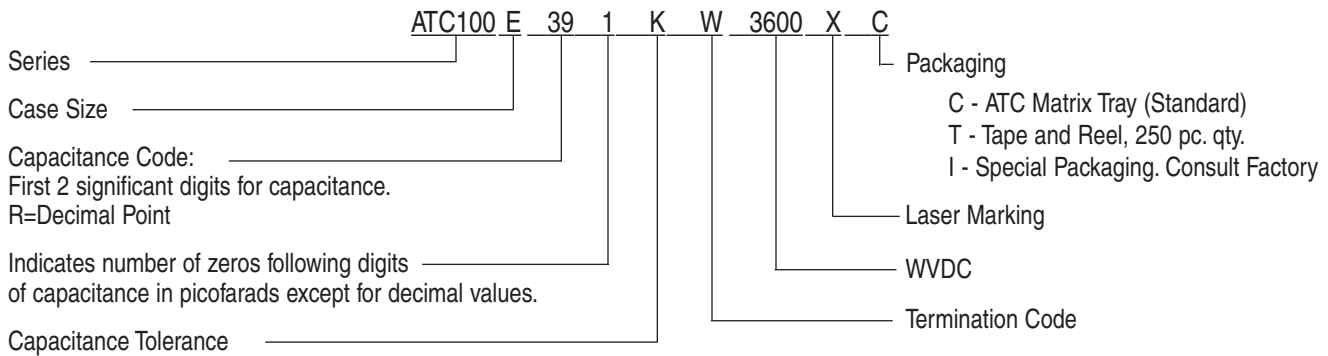 ATC100 E 39 1 K W 3600 X C
Series
Case Size
Capacitance Code:
First 2 significant digits for capacitance.
R=Decimal Point
Indicates number of zeros following digits
of capacitance in picofarads except for decimal values.
Capacitance Tolerance
Packaging
C - ATC Matrix Tray (Standard)
T - Tape and Reel, 250 pc. qty.
I - Special Packaging. Consult Factory
Laser Marking
WVDC
Termination Code